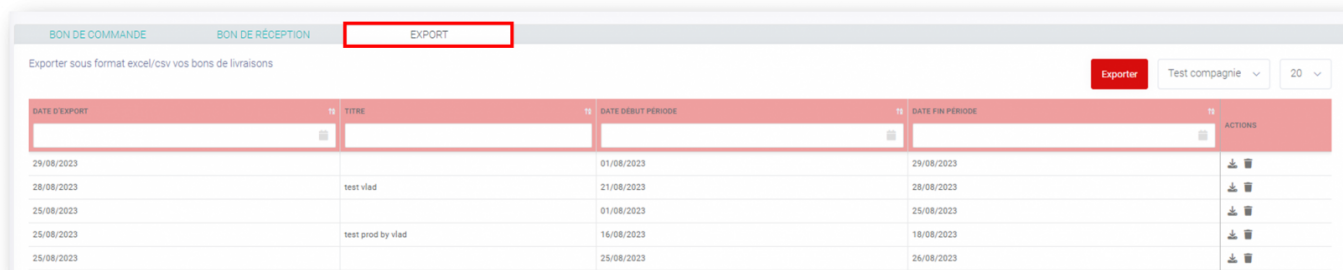 BON DE COMMANDE BON DE RÉCEPTION EXPORT
Exporter sous format excel/csv vos bons de livraisons
Exporter Test compagnie 20
DATE D'EXPORT TITRE DATE DÉBUT PÉRIODE DATE FIN PÉRIODE ACTIONS
29/08/2023 01/08/2023 29/08/2023
28/08/2023 test vlad 21/08/2023 28/08/2023
25/08/2023 01/08/2023 25/08/2023
25/08/2023 test prod by vlad 16/08/2023 18/08/2023
25/08/2023 25/08/2023 26/08/2023